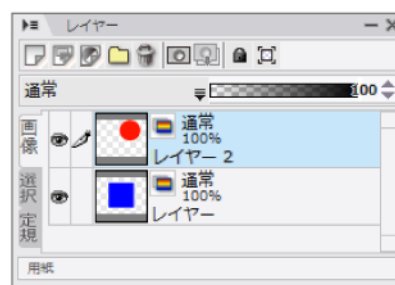 レイヤー
通常 100
画像
通常
100%
レイヤー 2
選択
通常
100%
レイヤー
定規
用紙